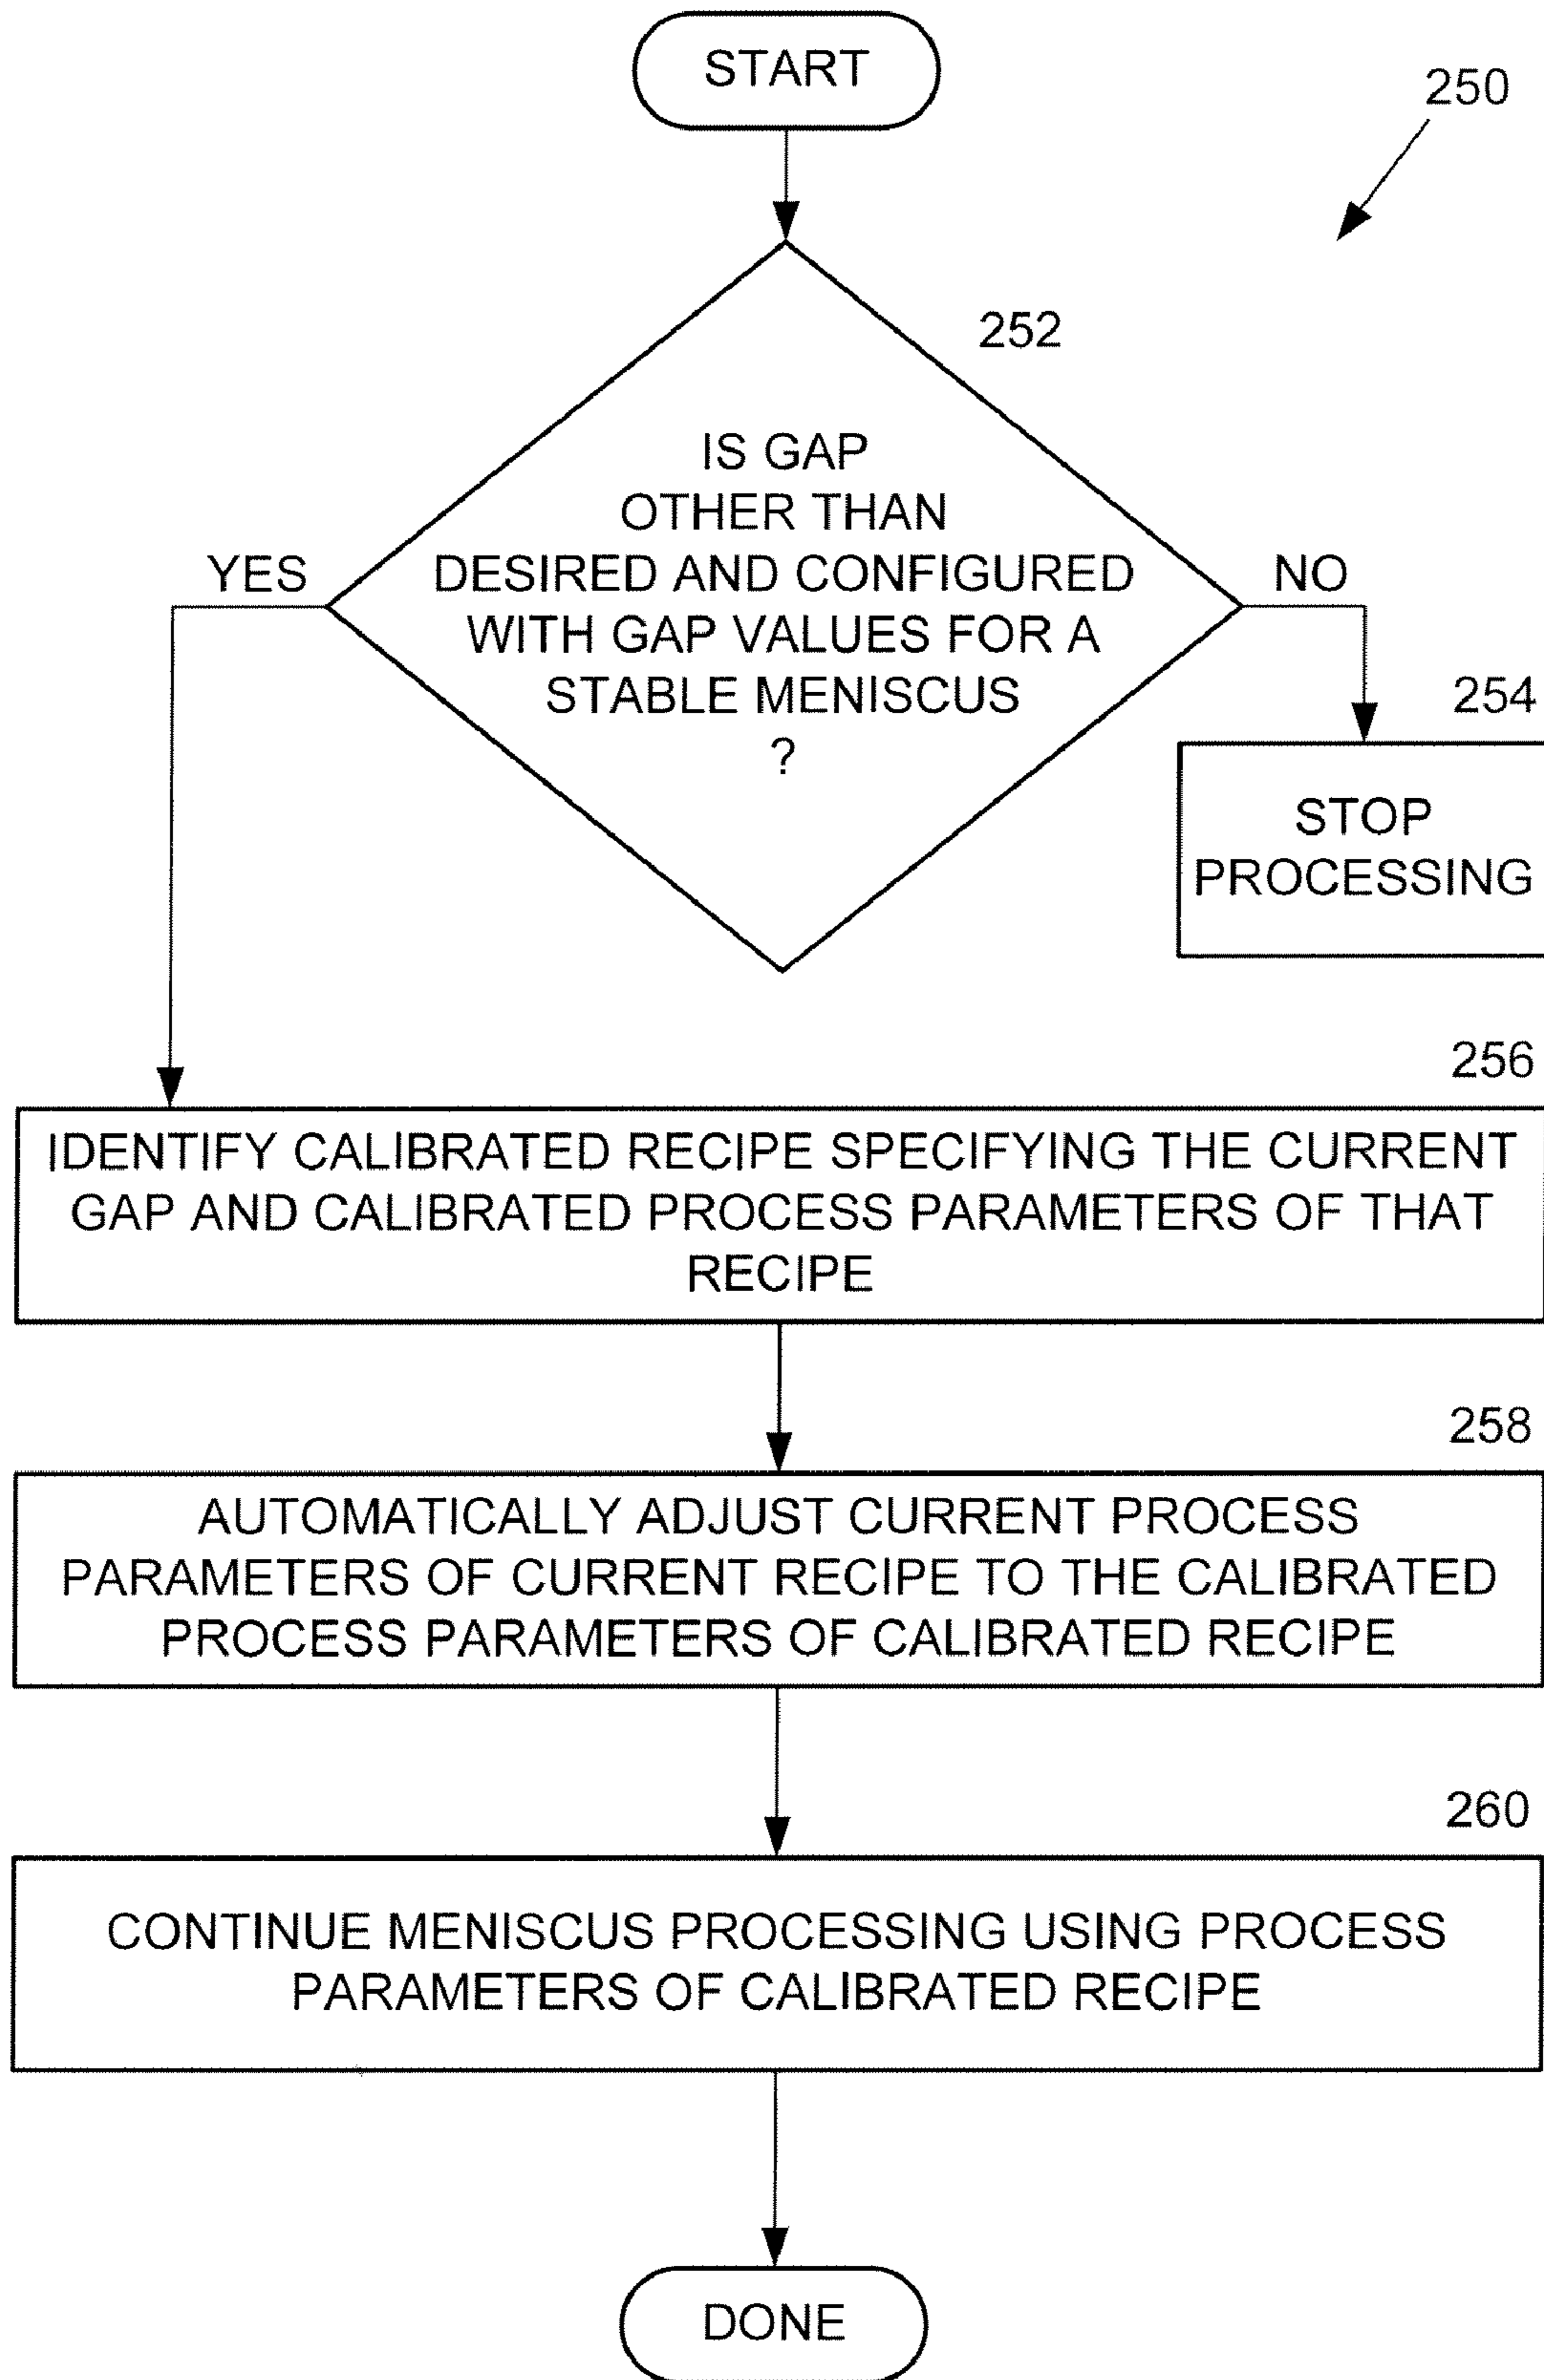 START
250
252
IS GAP
OTHER THAN
DESIRED AND CONFIGURED
WITH GAP VALUES FOR A
STABLE MENISCUS
?
YES
NO
254
STOP
PROCESSING
256
IDENTIFY CALIBRATED RECIPE SPECIFYING THE CURRENT
GAP AND CALIBRATED PROCESS PARAMETERS OF THAT
RECIPE
258
AUTOMATICALLY ADJUST CURRENT PROCESS
PARAMETERS OF CURRENT RECIPE TO THE CALIBRATED
PROCESS PARAMETERS OF CALIBRATED RECIPE
260
CONTINUE MENISCUS PROCESSING USING PROCESS
PARAMETERS OF CALIBRATED RECIPE
DONE